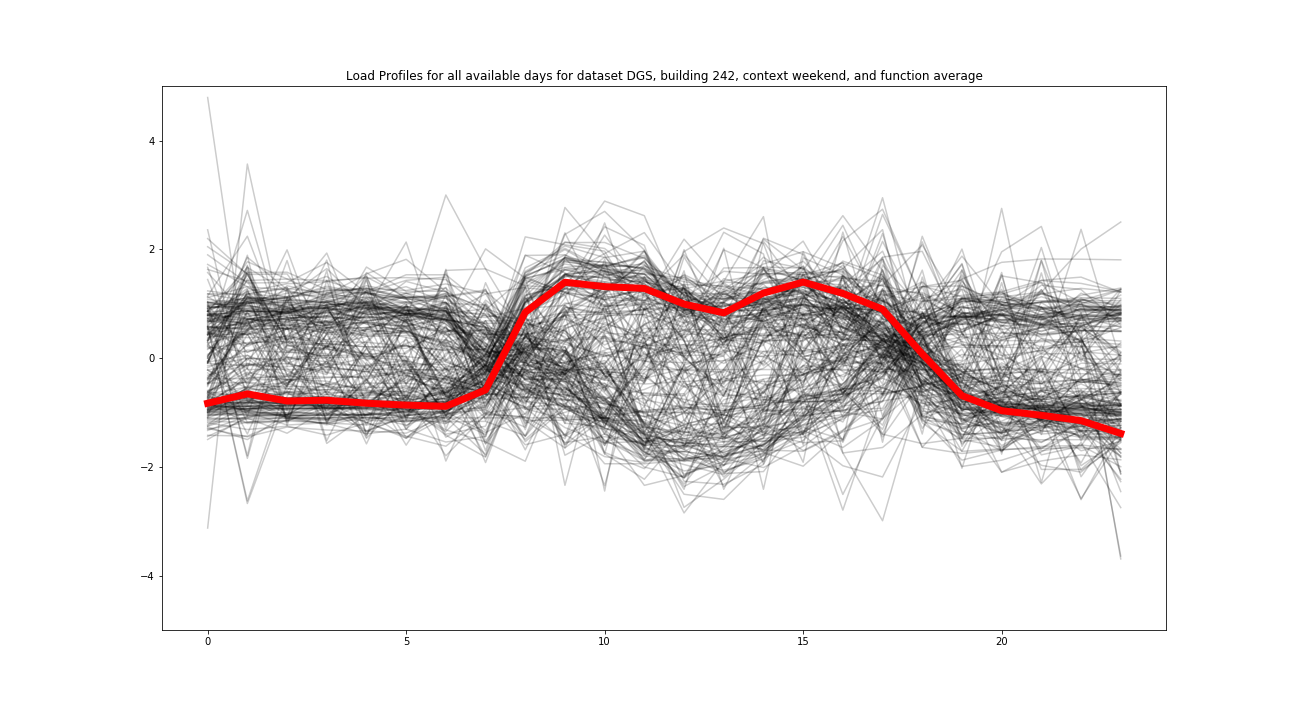 Load Profiles for all available days for dataset DGS, building 242, context weekend, and function average
4
2
0
−2
−4
0 5 10 15 20